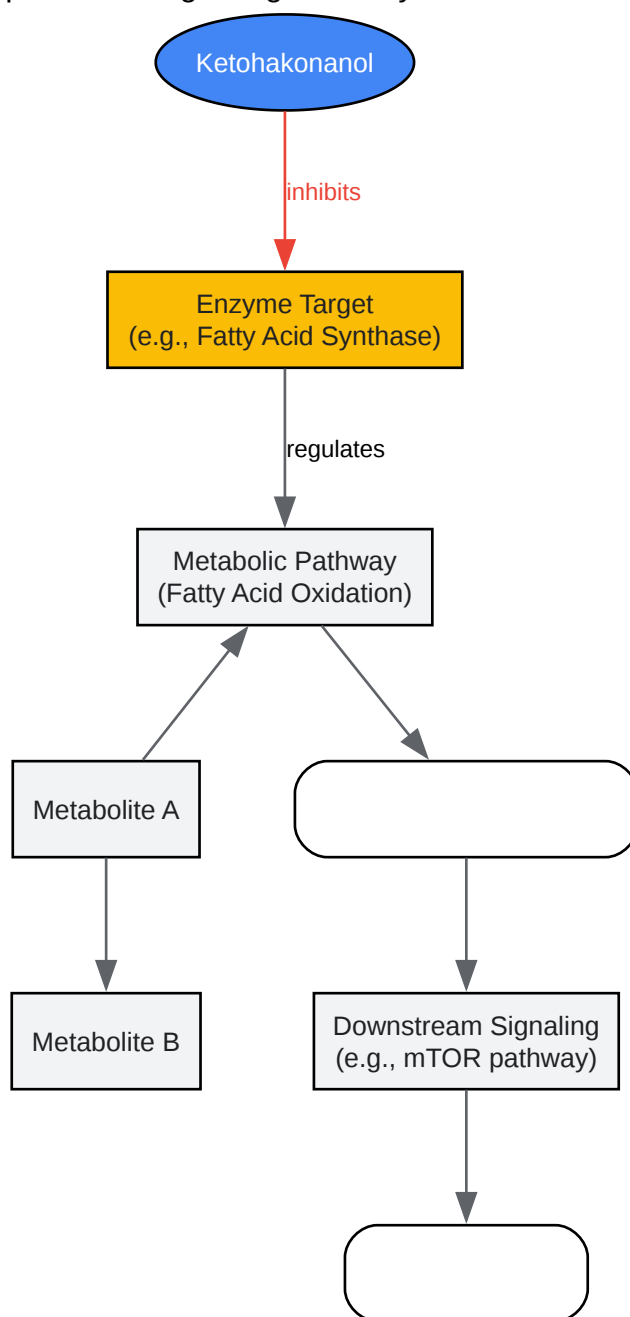 Ketohakonanol
inhibits
Enzyme Target
(e.g., Fatty Acid Synthase)
regulates
Metabolic Pathway
(Fatty Acid Oxidation)
Metabolite A
Metabolite B
Downstream Signaling
(e.g., mTOR pathway)